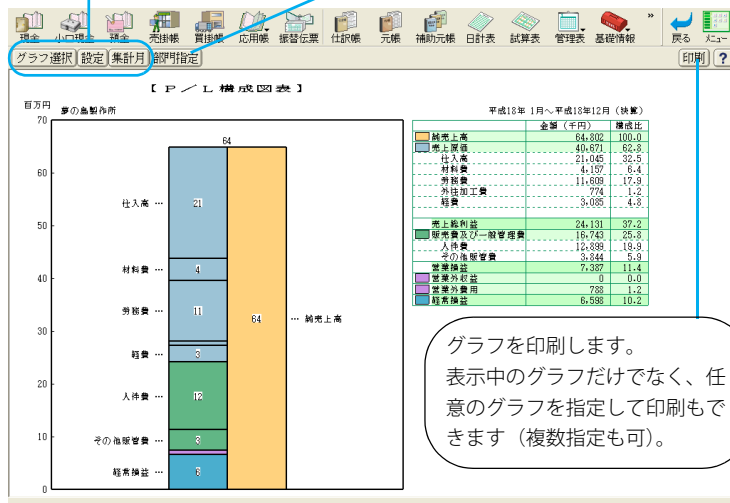 現金 小口現金 預金 売掛帳 買掛帳 応用帳 振替伝票 仕訳帳 元帳 補助元帳 日計表 試算表 管理表 基礎情報 » 戻る メニュー
グラフ選択 設定 集計月 部門指定 印刷 ?
【 P/L構成図表 】
百万円 夢の島製作所 平成18年 1月～平成18年12月 (決算)
金額 (千円) 構成比
純売上高 64,802 100.0
売上原価 40,671 62.8
仕入高 21,045 32.5
材料費 4,157 6.4
労務費 11,609 17.9
外注加工費 774 1.2
経費 3,085 4.8
売上総利益 24,131 37.2
販売費及び一般管理費 16,743 25.8
人件費 12,899 19.9
その他販管費 3,844 5.9
営業損益 7,387 11.4
営業外収益 0 0.0
営業外費用 788 1.2
経常損益 6,598 10.2
70
64
60
仕入高 … 21
50
材料費 … 4
40
労務費 … 11
64 … 純売上高
30
経費 … 3
20
人件費 … 12
10
その他販管費 … 3
経常損益 … 6
0
グラフを印刷します。
表示中のグラフだけでなく、任
意のグラフを指定して印刷もで
きます（複数指定も可）。